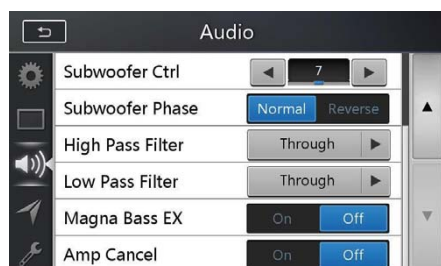 Audio
Subwoofer Ctrl 7
Subwoofer Phase Normal Reverse
High Pass Filter Through
Low Pass Filter Through
Magna Bass EX On Off
Amp Cancel On Off